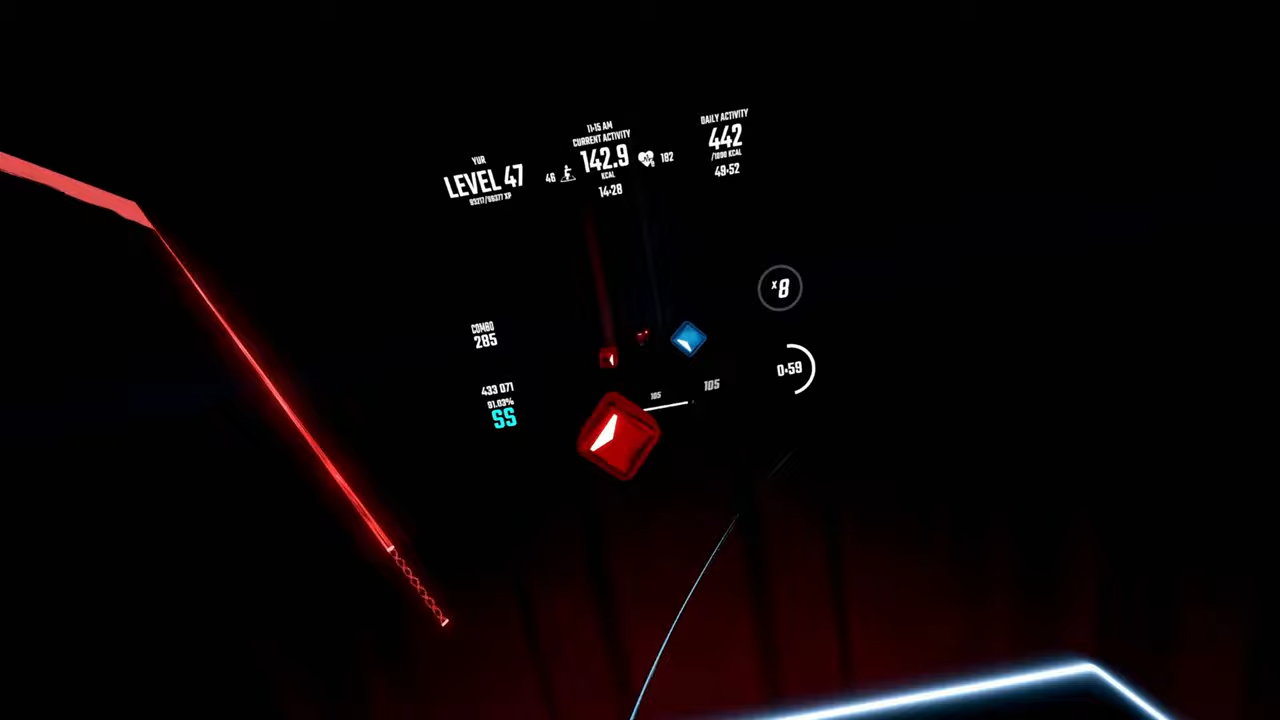 YUR
LEVEL 47
11:15 AM
CURRENT ACTIVITY
46
142.9
182
KCAL
14:28
DAILY ACTIVITY
442
/1000 KCAL
49:52
x8
COMBO
285
433 071
91.03%
SS
105
105
0:59